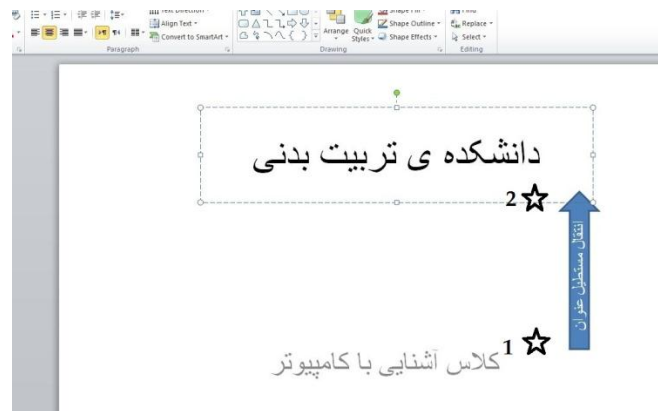 Align Text
Convert to SmartArt
Arrange
Quick Styles
Shape Outline
Shape Effects
Replace
Select
Paragraph
Drawing
Editing
دانشکده ی تربیت بدنی
2
انتقال مستطیل عنوان
1
کلاس آشنایی با کامپیوتر